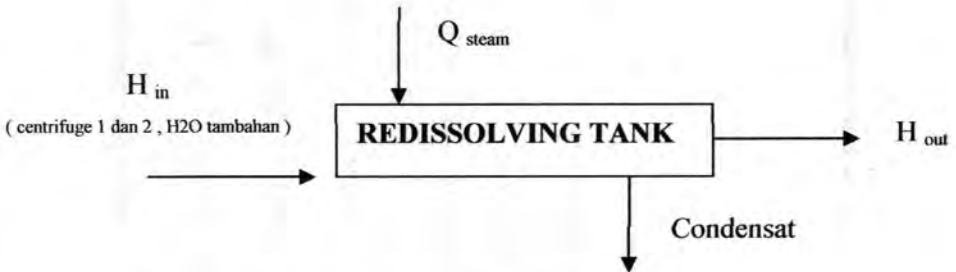 Q steam
H in
( centrifuge 1 dan 2 , H2O tambahan )
REDISSOLVING TANK
H out
Condensat